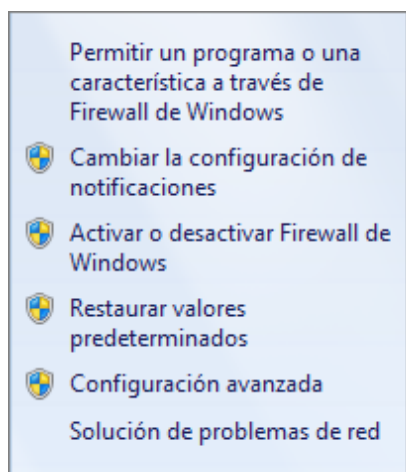 Permitir un programa o una
característica a través de
Firewall de Windows
Cambiar la configuración de
notificaciones
Activar o desactivar Firewall de
Windows
Restaurar valores
predeterminados
Configuración avanzada
Solución de problemas de red